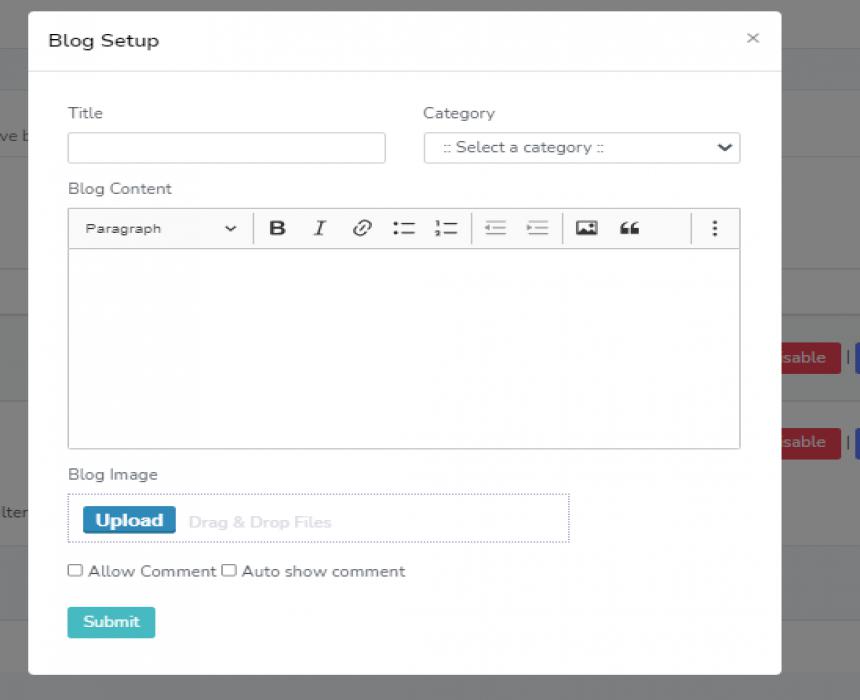 Blog Setup ×
Title Category
:: Select a category ::
Blog Content
Paragraph B I
Blog Image
Upload Drag & Drop Files
Allow Comment Auto show comment
Submit
ve b
sable |
sable |
lter